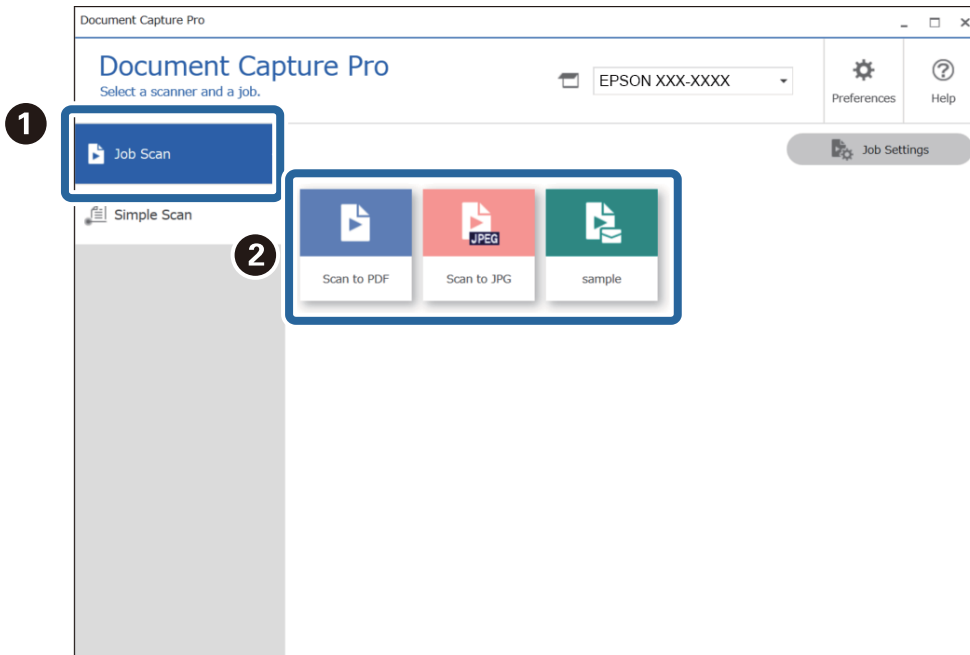 Document Capture Pro
Document Capture Pro
Select a scanner and a job.
EPSON XXX-XXXX
Preferences
Help
1
Job Scan
Job Settings
Simple Scan
2
JPEG
Scan to PDF
Scan to JPG
sample